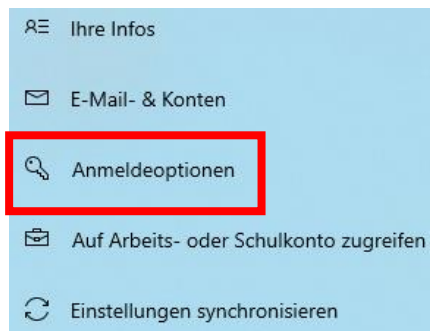 Ihre Infos
E-Mail- & Konten
Anmeldeoptionen
Auf Arbeits- oder Schulkonto zugreifen
Einstellungen synchronisieren